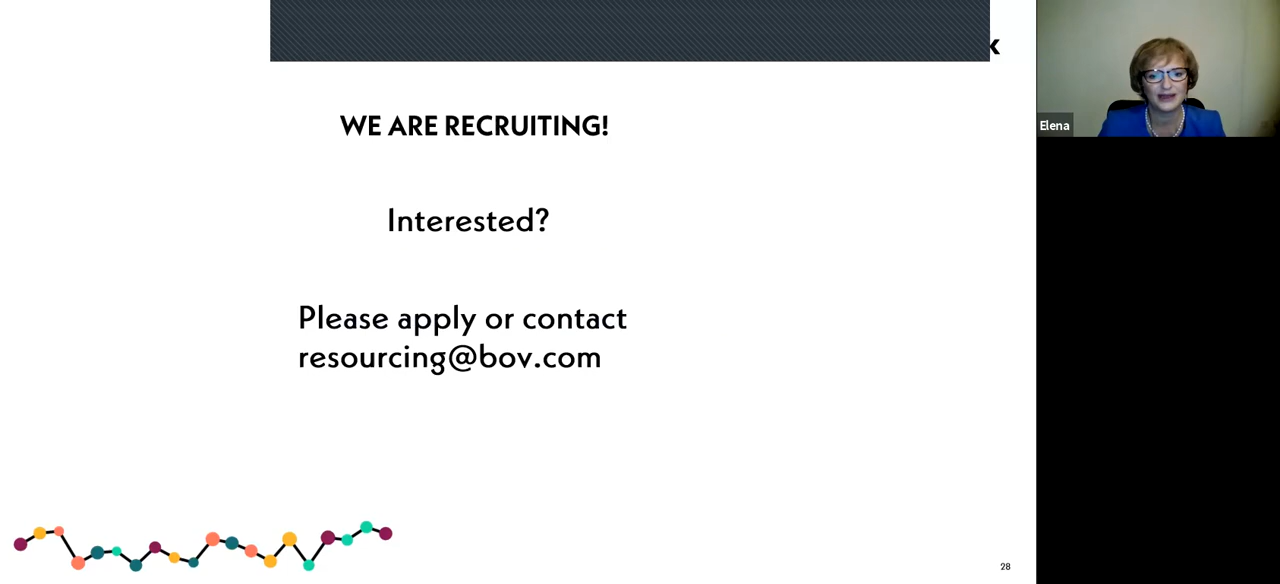 WE ARE RECRUITING!
Interested?
Please apply or contact
resourcing@bov.com
Elena
28